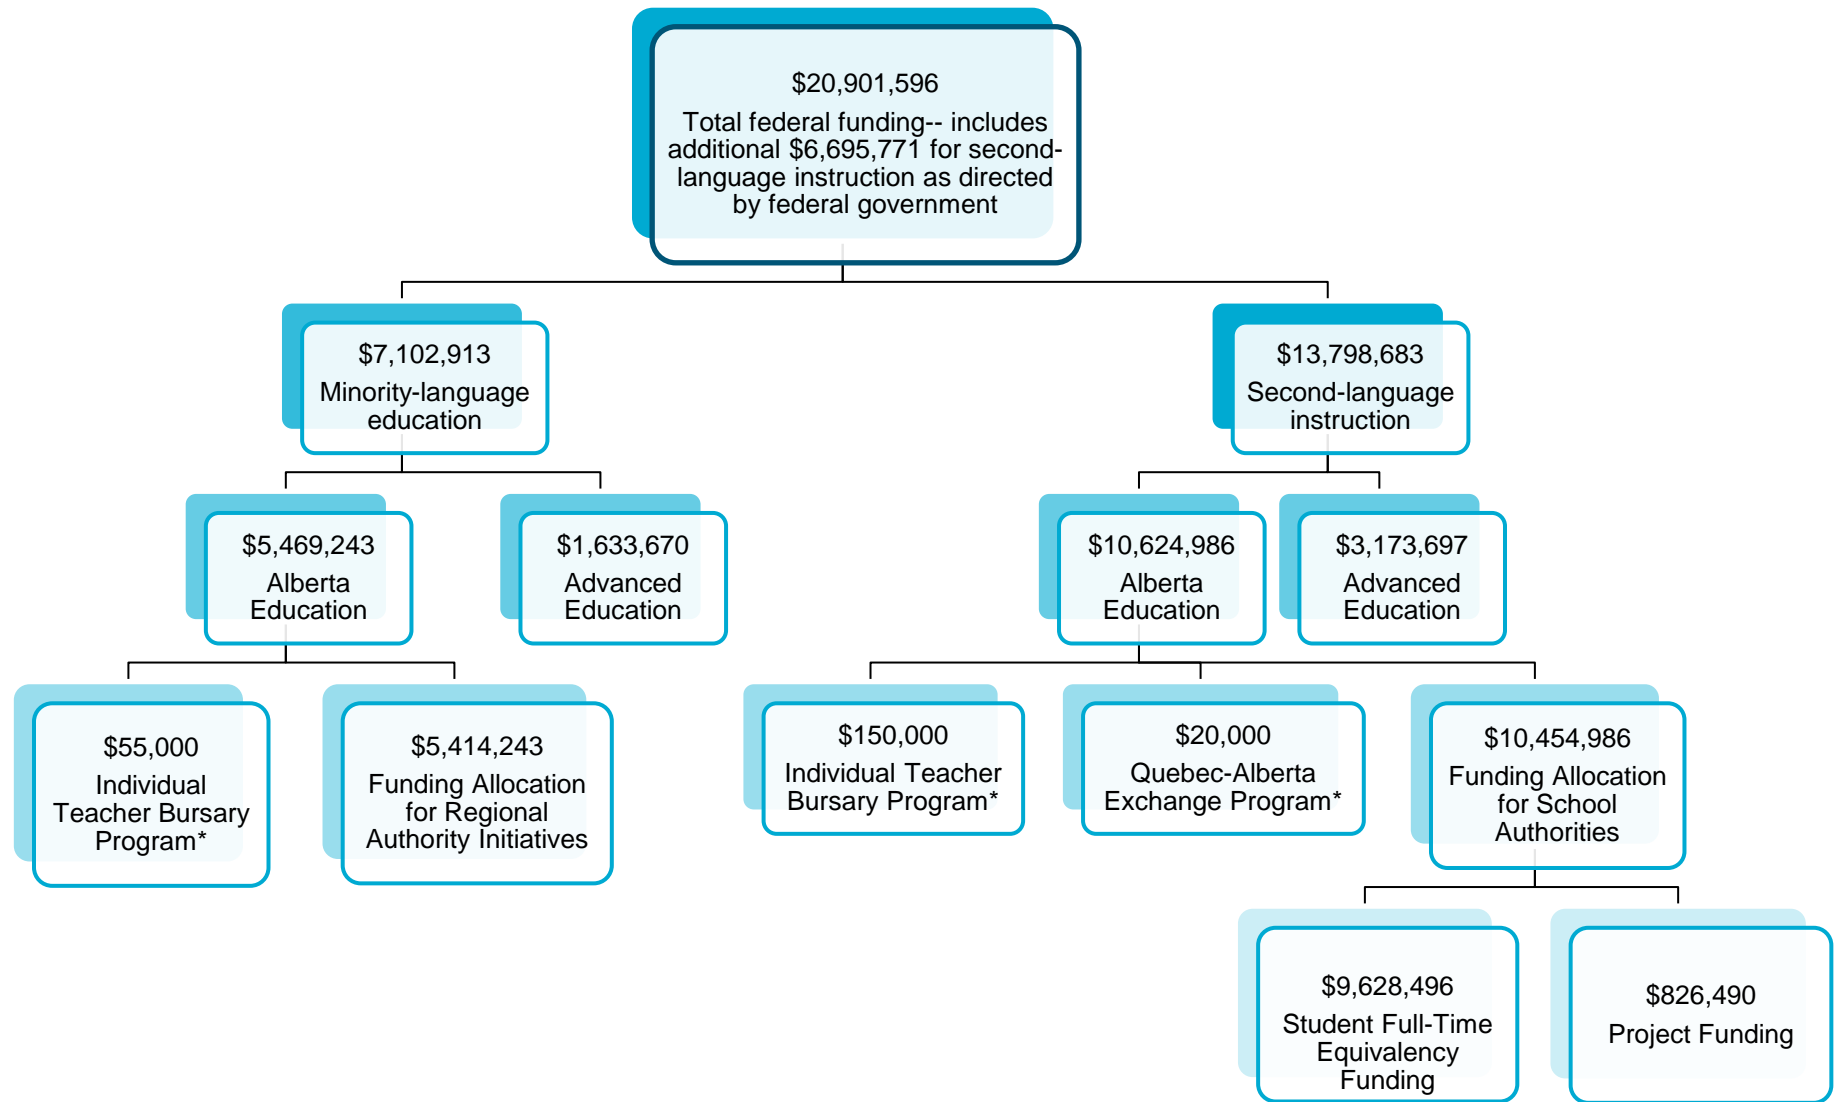 $20,901,596
Total federal funding-- includes
additional $6,695,771 for second-
language instruction as directed
by federal government
$7,102,913
Minority-language
education
$13,798,683
Second-language
instruction
$5,469,243
Alberta
Education
$1,633,670
Advanced
Education
$10,624,986
Alberta
Education
$3,173,697
Advanced
Education
$55,000
Individual
Teacher Bursary
Program*
$5,414,243
Funding Allocation
for Regional
Authority Initiatives
$150,000
Individual Teacher
Bursary Program*
$20,000
Quebec-Alberta
Exchange Program*
$10,454,986
Funding Allocation
for School
Authorities
$9,628,496
Student Full-Time
Equivalency
Funding
$826,490
Project Funding